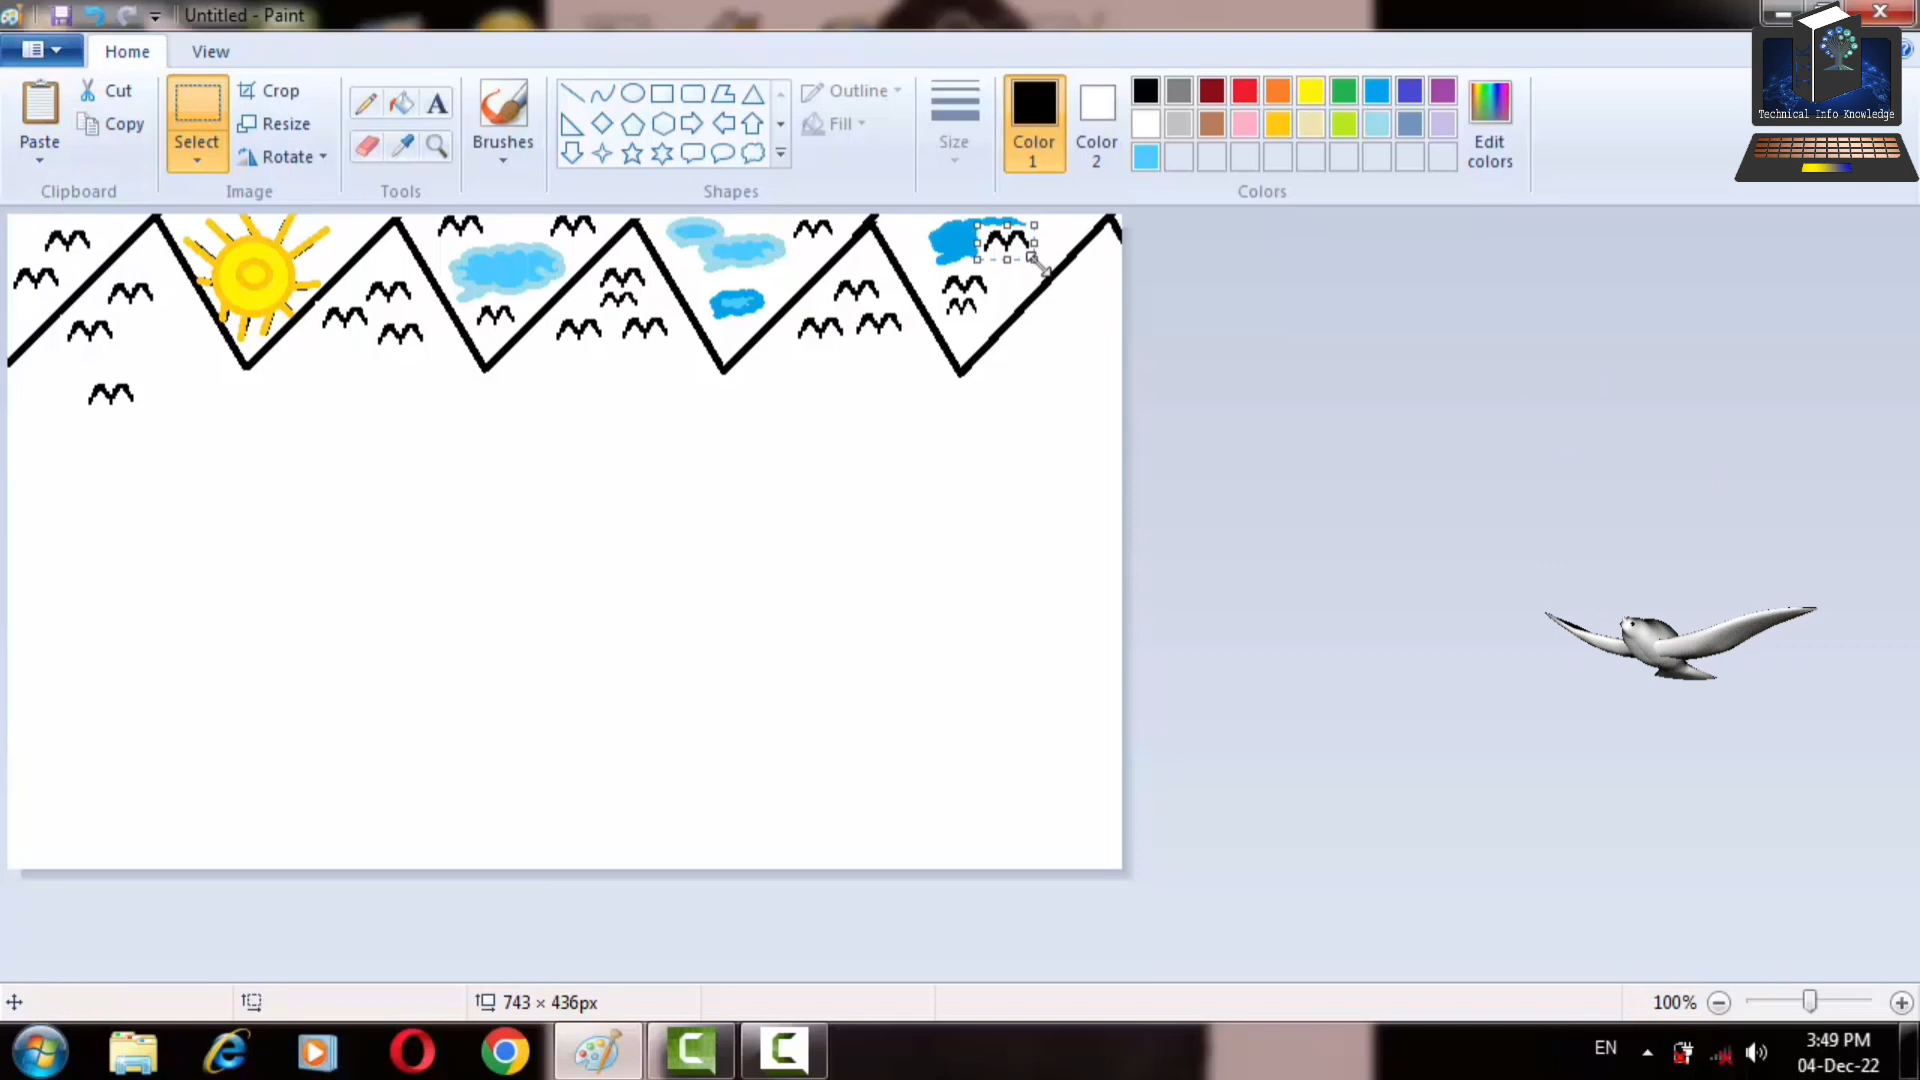 Untitled - Paint
Home
View
Paste
Cut
Copy
Select
Crop
Resize
Rotate
A
Brushes
Outline
Fill
Size
Color
1
Color
2
Edit
colors
Clipboard
Image
Tools
Shapes
Colors
Technical Info Knowledge
743 × 436px
100%
EN
3:49 PM
04-Dec-22